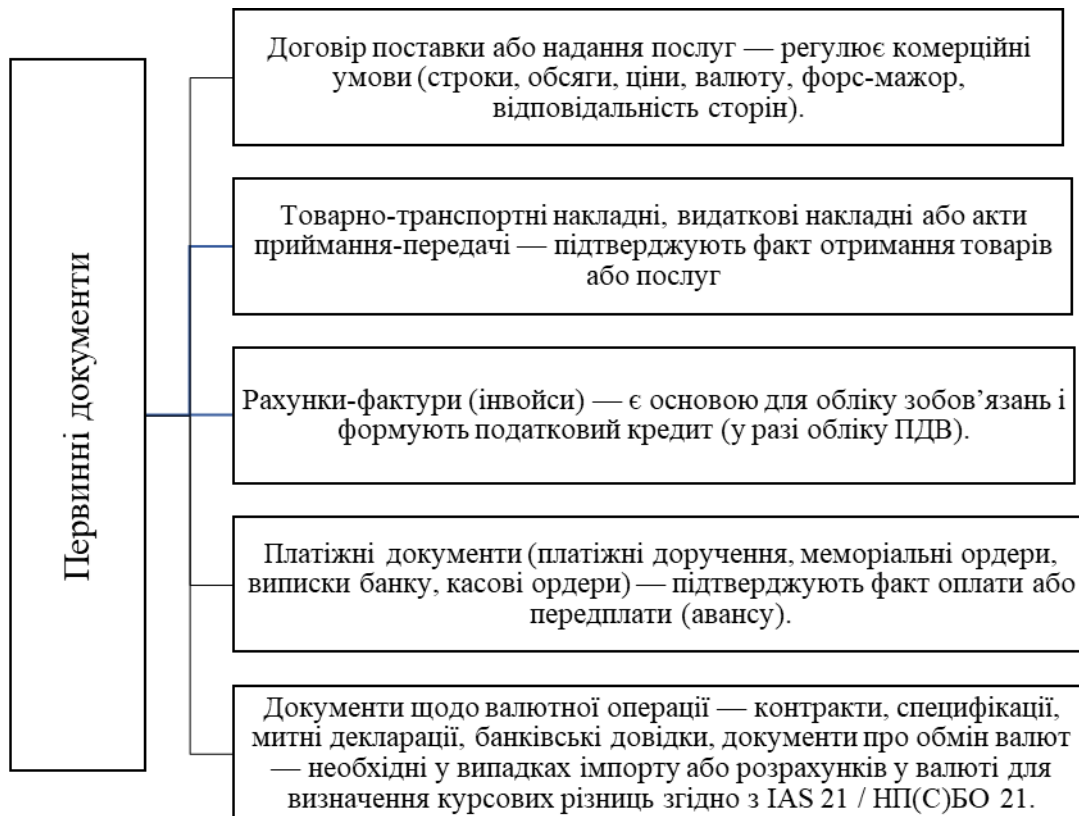 Первинні документи
Договір поставки або надання послуг — регулює комерційні
умови (строки, обсяги, ціни, валюту, форс-мажор,
відповідальність сторін).
Товарно-транспортні накладні, видаткові накладні або акти
приймання-передачі — підтверджують факт отримання товарів
або послуг
Рахунки-фактури (інвойси) — є основою для обліку зобов’язань і
формують податковий кредит (у разі обліку ПДВ).
Платіжні документи (платіжні доручення, меморіальні ордери,
виписки банку, касові ордери) — підтверджують факт оплати або
передплати (авансу).
Документи щодо валютної операції — контракти, специфікації,
митні декларації, банківські довідки, документи про обмін валют
— необхідні у випадках імпорту або розрахунків у валюті для
визначення курсових різниць згідно з IAS 21 / НП(С)БО 21.